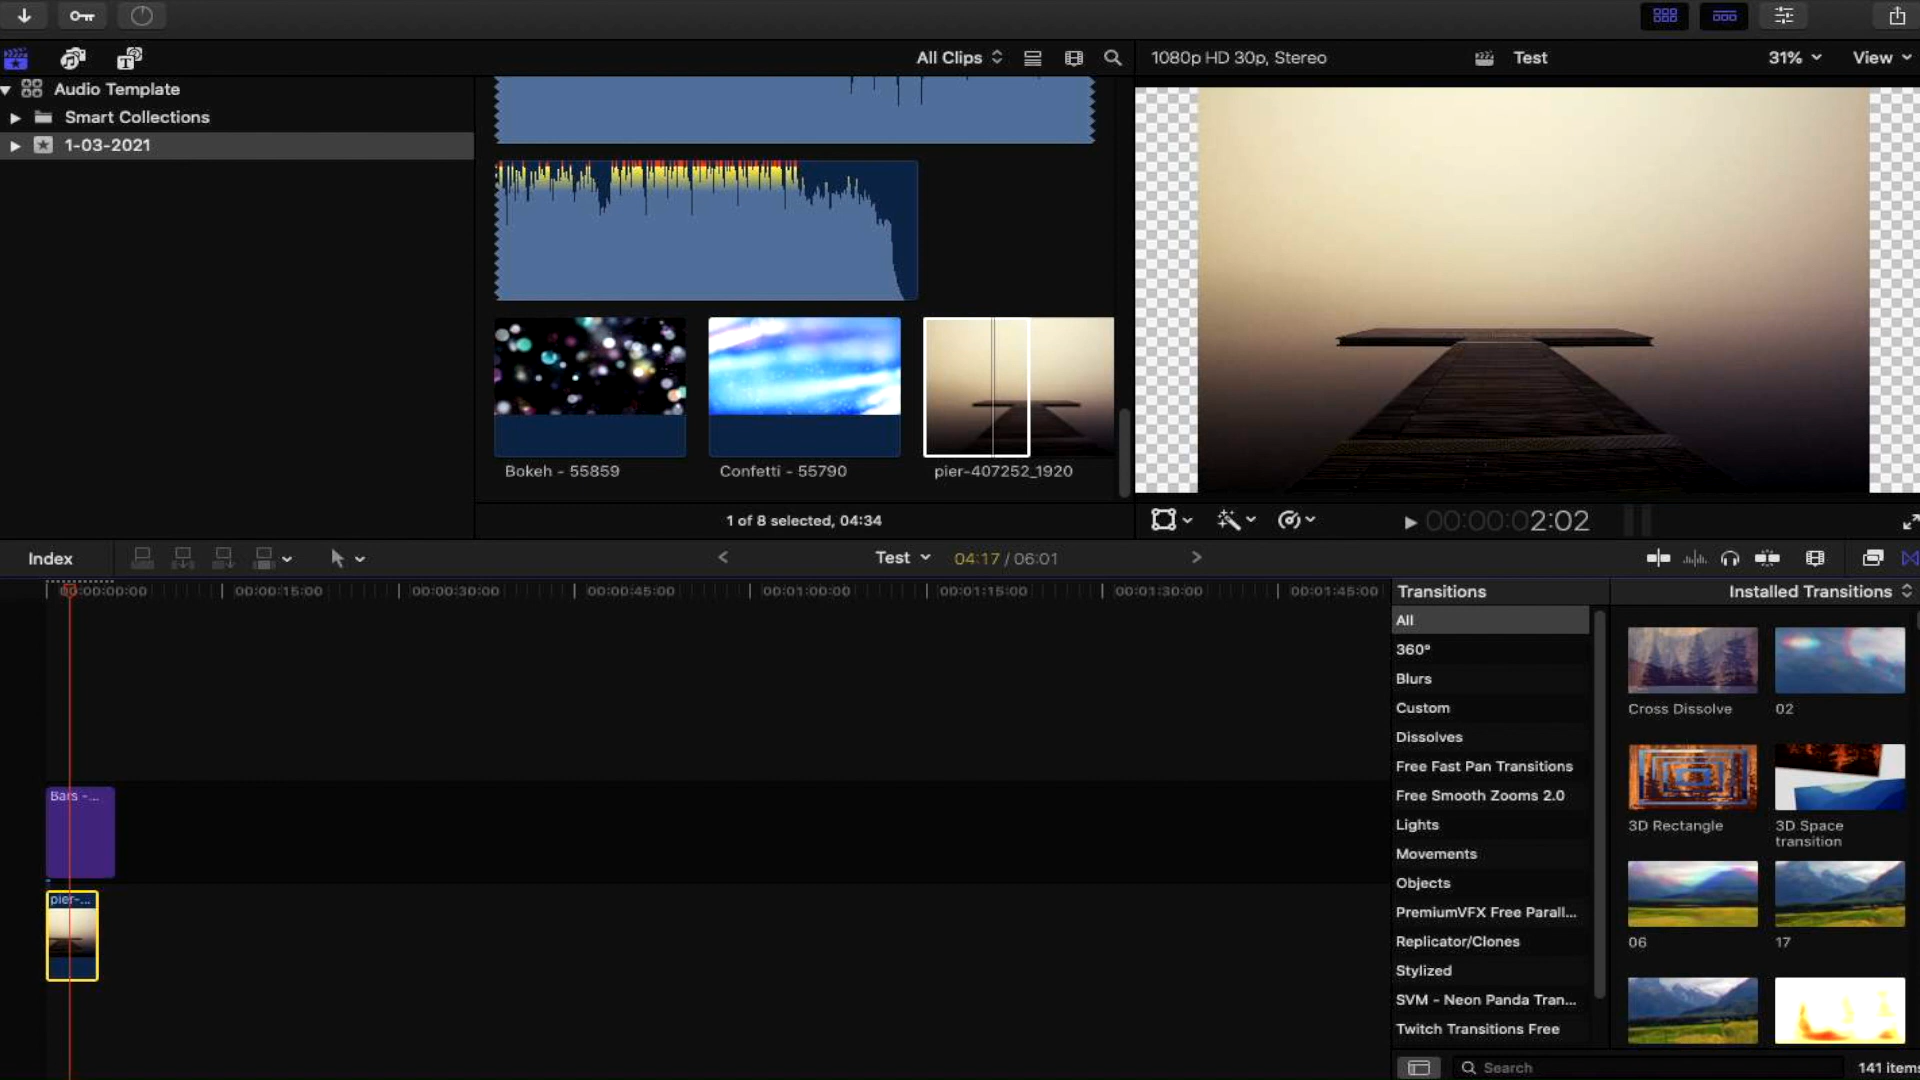 All Clips
1080p HD 30p, Stereo
Test
31%
View
Audio Template
Smart Collections
1-03-2021
Bokeh - 55859
Confetti - 55790
pier-407252_1920
1 of 8 selected, 04:34
00:00:02:02
Index
Test
04:17 / 06:01
00:00:00:00
00:00:15:00
00:00:30:00
00:00:45:00
00:01:00:00
00:01:15:00
00:01:30:00
00:01:45:00
Bars -...
pier-...
Transitions
Installed Transitions
All
360°
Blurs
Custom
Dissolves
Free Fast Pan Transitions
Free Smooth Zooms 2.0
Lights
Movements
Objects
PremiumVFX Free Parall...
Replicator/Clones
Stylized
SVM - Neon Panda Tran...
Twitch Transitions Free
Cross Dissolve
02
3D Rectangle
3D Space
transition
06
17
Search
141 items